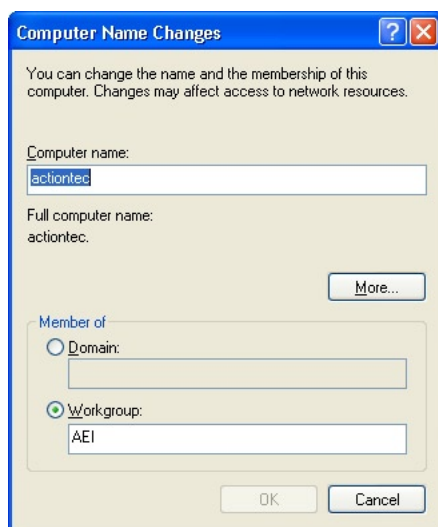 Computer Name Changes
You can change the name and the membership of this
computer. Changes may affect access to network resources.
Computer name:
actiontec
Full computer name:
actiontec.
More...
Member of
Domain:
Workgroup:
AEI
OK
Cancel